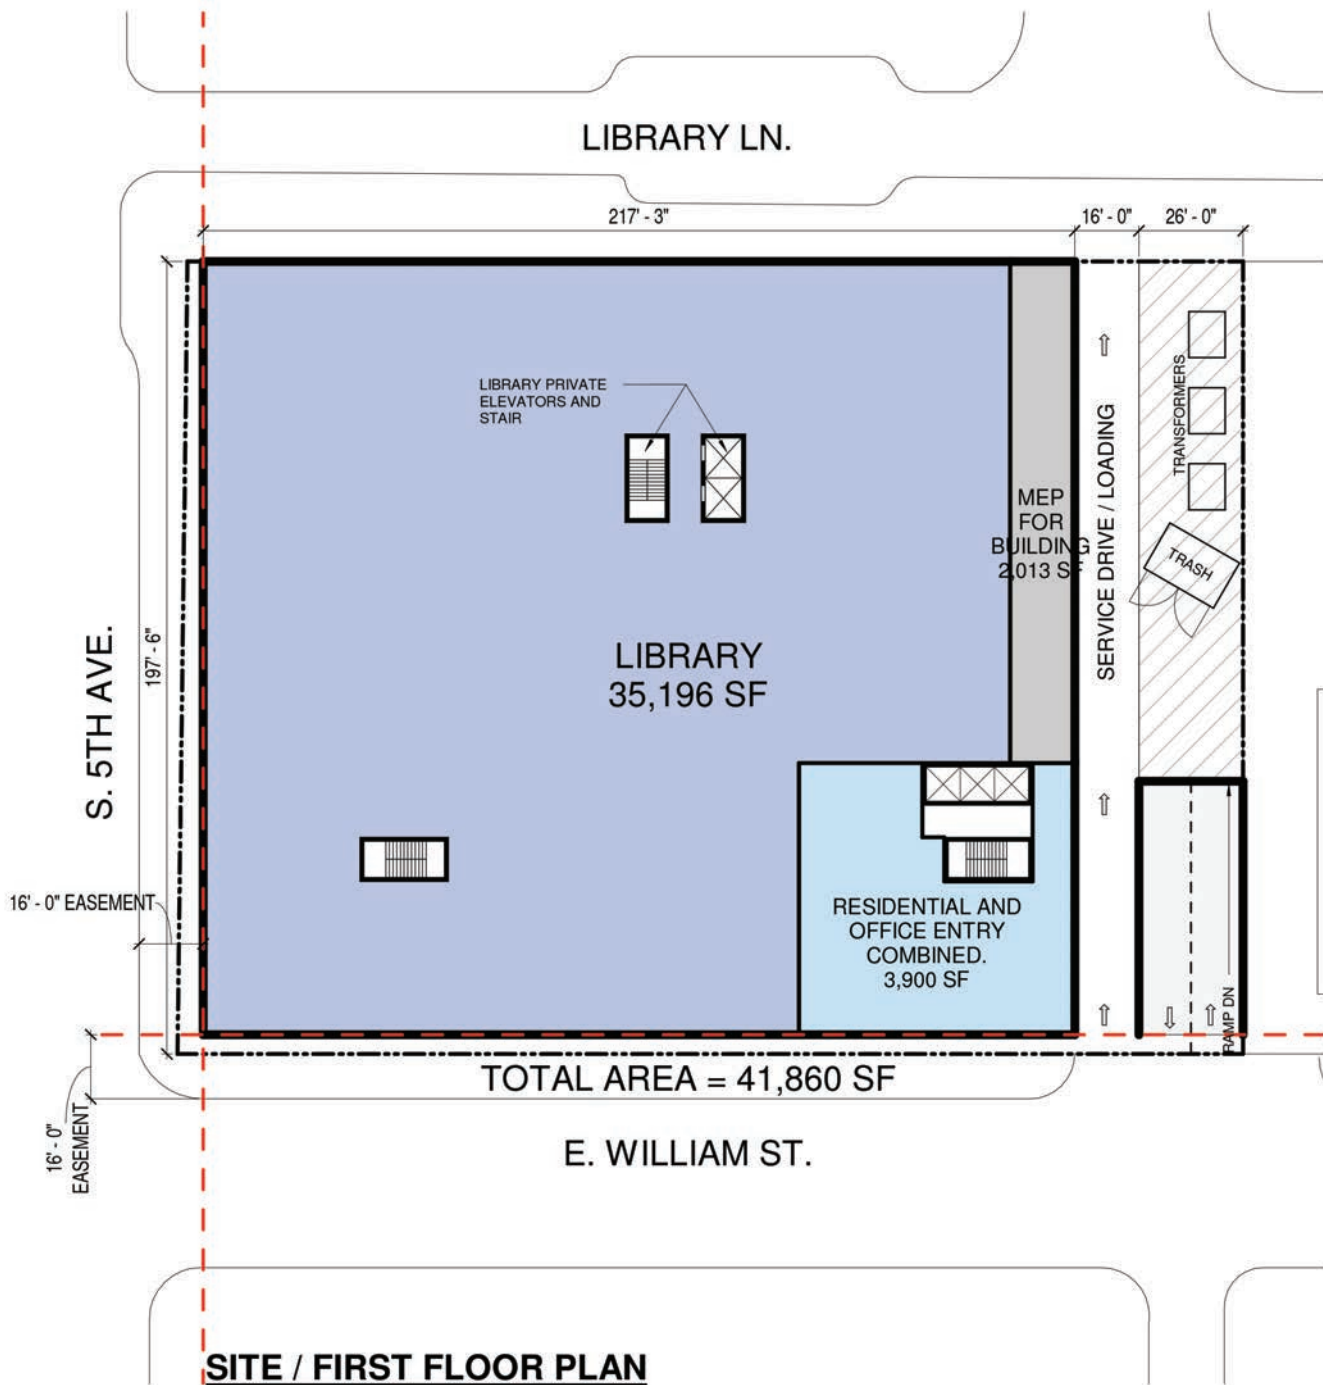 LIBRARY LN.
217' - 3"
16' - 0"
26' - 0"
LIBRARY PRIVATE
ELEVATORS AND
STAIR
TRANSFORMERS
SERVICE / LOADING DRIVE
MEP
FOR
BUILDING
2,013 SF
TRASH
S. 5TH AVE.
197' - 6"
LIBRARY
35,196 SF
16' - 0" EASEMENT
RESIDENTIAL AND
OFFICE ENTRY
COMBINED.
3,900 SF
RAMP DN
TOTAL AREA = 41,860 SF
16' - 0"
EASEMENT
E. WILLIAM ST.
SITE / FIRST FLOOR PLAN